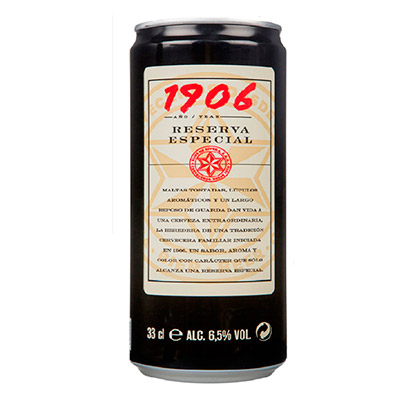 1906
AÑO / YEAR
RESERVA
ESPECIAL
MALTAS TOSTADAS, LÚPULOS
AROMÁTICOS Y UN LARGO
REPOSO DE GUARDA DAN VIDA A
UNA CERVEZA EXTRAORDINARIA.
LA HEREDERA DE UNA TRADICIÓN
CERVECERA FAMILIAR INICIADA
EN 1906. UN SABOR, AROMA Y
COLOR CON CARÁCTER QUE SÓLO
ALCANZA UNA RESERVA ESPECIAL.
33 cl ℮ ALC. 6,5% VOL.